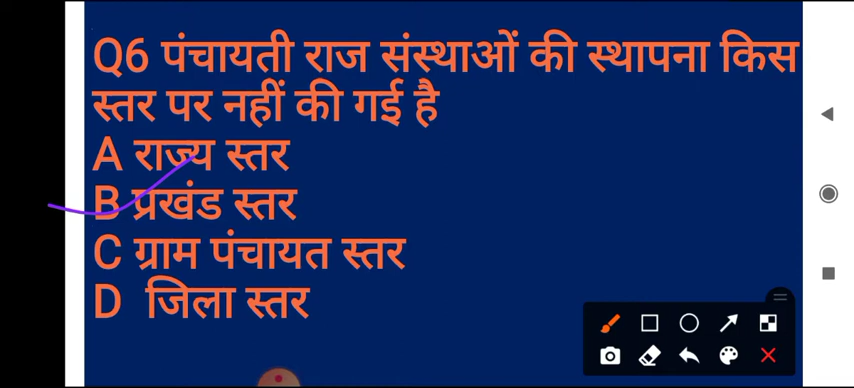 Q6 पंचायती राज संस्थाओं की स्थापना किस
स्तर पर नहीं की गई है
A राज्य स्तर
B प्रखंड स्तर
C ग्राम पंचायत स्तर
D जिला स्तर